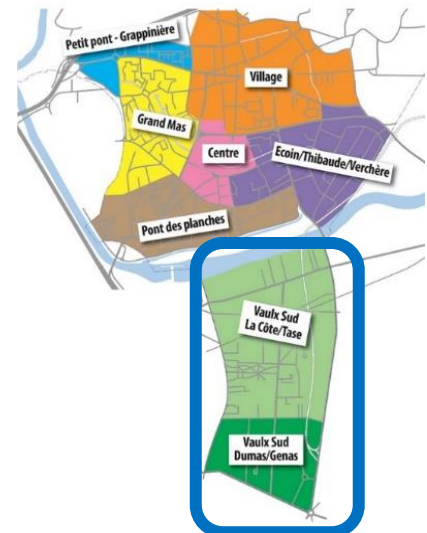 Petit pont - Grappinière
Village
Grand Mas
Centre
Ecoin/Thibaude/Verchère
Pont des planches
Vaulx Sud
La Côte/Tase
Vaulx Sud
Dumas/Genas